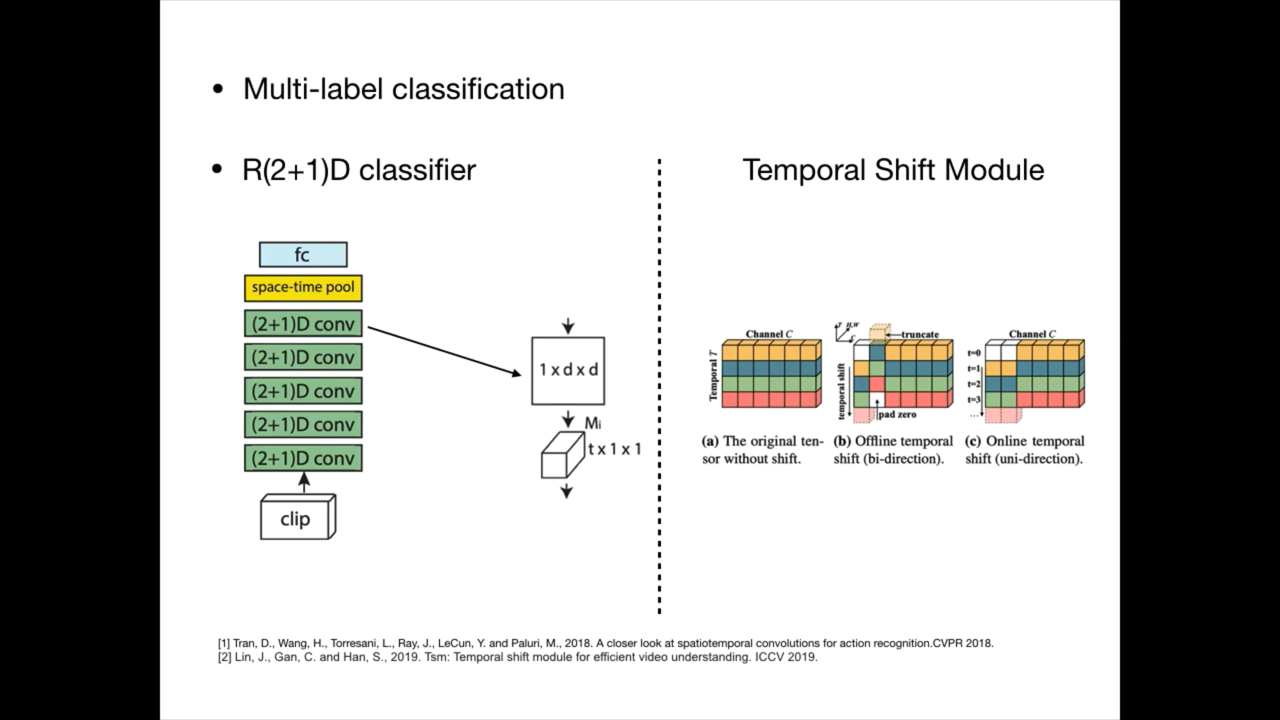 • Multi-label classification
• R(2+1)D classifier
fc
space-time pool
(2+1)D conv
(2+1)D conv
(2+1)D conv
(2+1)D conv
(2+1)D conv
clip
1 x d x d
Mi
t x 1 x 1
Temporal Shift Module
Channel C
Temporal T
(a) The original ten-
sor without shift.
T
H,W
C
truncate
temporal shift
pad zero
(b) Offline temporal
shift (bi-direction).
Channel C
t=0
t=1
t=2
t=3
...
(c) Online temporal
shift (uni-direction).
[1] Tran, D., Wang, H., Torresani, L., Ray, J., LeCun, Y. and Paluri, M., 2018. A closer look at spatiotemporal convolutions for action recognition.CVPR 2018.
[2] Lin, J., Gan, C. and Han, S., 2019. Tsm: Temporal shift module for efficient video understanding. ICCV 2019.